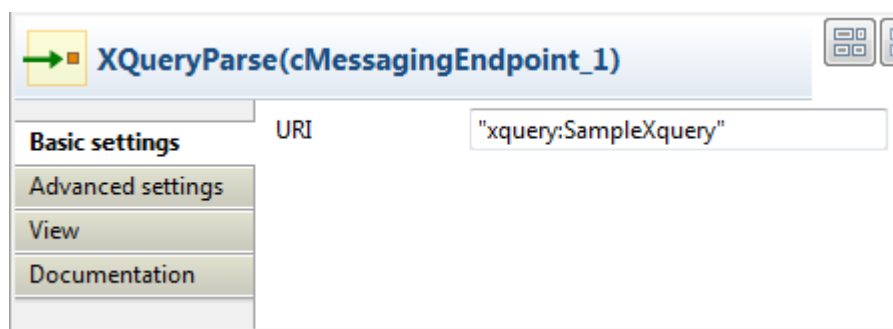 XQueryParse(cMessagingEndpoint_1)
Basic settings
URI "xquery:SampleXquery"
Advanced settings
View
Documentation